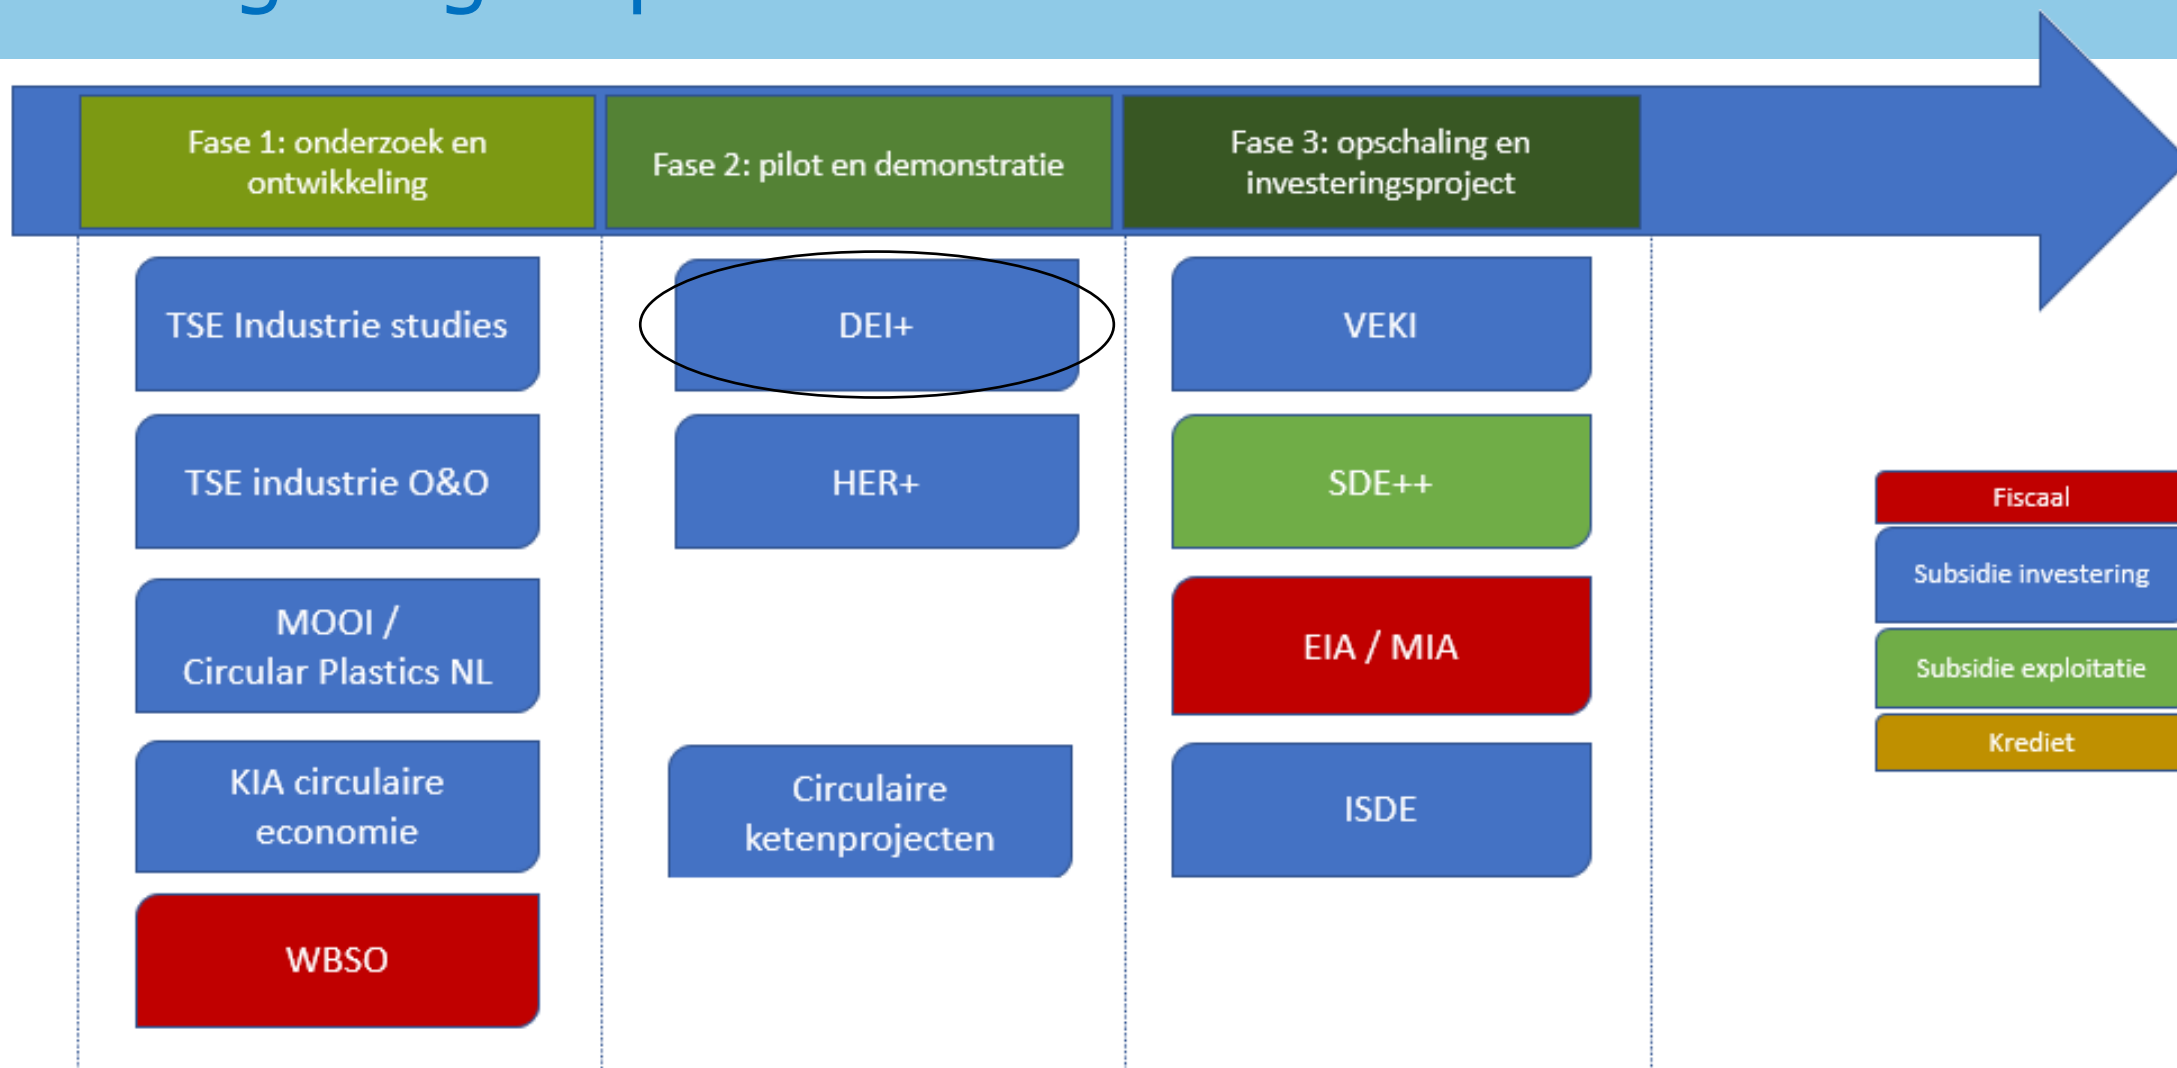 Fase 1: onderzoek en
ontwikkeling
Fase 2: pilot en demonstratie
Fase 3: opschaling en
investeringsproject
TSE Industrie studies
TSE industrie O&O
MOOI /
Circular Plastics NL
KIA circulaire
economie
WBSO
DEI+
HER+
Circulaire
ketenprojecten
VEKI
SDE++
EIA / MIA
ISDE
Fiscaal
Subsidie investering
Subsidie exploitatie
Krediet